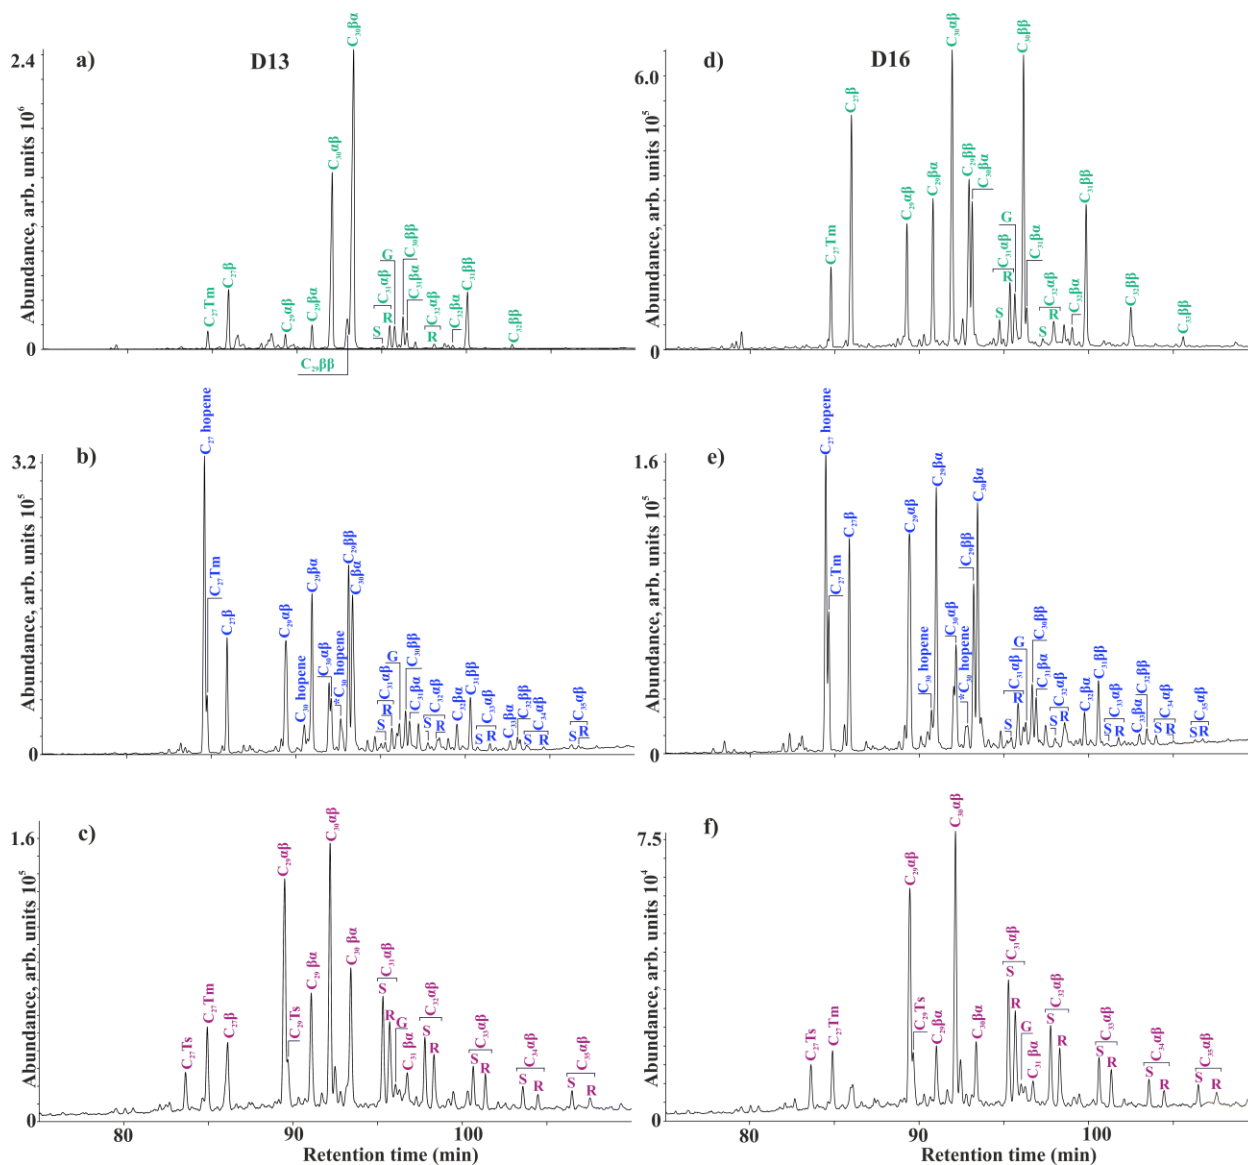 a)
D13
2.4
0
Abundance, arb. units 10⁶
C₂₇Tm
C₂₇β
C₂₉αβ
C₂₉βα
C₃₀αβ
C₂₉ββ
C₃₀βα
S
C₃₁αβ
R
G
C₃₀ββ
C₃₁βα
C₃₂αβ
R
C₃₂βα
C₃₁ββ
C₃₂ββ
d)
D16
6.0
0
Abundance, arb. units 10⁵
C₂₇Tm
C₂₇β
C₂₉αβ
C₂₉βα
C₃₀αβ
C₂₉ββ
C₃₀βα
S
C₃₁αβ
R
G
C₃₀ββ
C₃₁βα
S
C₃₂αβ
R
C₃₂βα
C₃₁ββ
C₃₂ββ
C₃₃ββ
b)
3.2
0
Abundance, arb. units 10⁵
C₂₇ hopene
C₂₇Tm
C₂₇β
C₂₉αβ
C₃₀ hopene
C₂₉βα
C₃₀αβ
*C₃₀ hopene
C₂₉ββ
C₃₀βα
S
C₃₁αβ
R
G
C₃₀ββ
C₃₁βα
S
C₃₂αβ
R
C₃₂βα
C₃₁ββ
S
C₃₃αβ
R
C₃₃βα
C₃₂ββ
S
C₃₄αβ
R
S
C₃₅αβ
R
e)
1.6
0
Abundance, arb. units 10⁵
C₂₇ hopene
C₂₇Tm
C₂₇β
C₂₉αβ
C₃₀ hopene
C₂₉βα
C₃₀αβ
*C₃₀ hopene
C₂₉ββ
C₃₀βα
S
C₃₁αβ
R
G
C₃₀ββ
C₃₁βα
S
C₃₂αβ
R
C₃₂βα
C₃₁ββ
S
C₃₃αβ
R
C₃₃βα
C₃₂ββ
S
C₃₄αβ
R
S
C₃₅αβ
R
c)
1.6
0
Abundance, arb. units 10⁵
C₂₇Ts
C₂₇Tm
C₂₇β
C₂₉αβ
C₂₉Ts
C₂₉ βα
C₃₀αβ
C₃₀ βα
S
C₃₁αβ
R
G
C₃₁ βα
S
C₃₂αβ
R
S
C₃₃αβ
R
S
C₃₄αβ
R
S
C₃₅αβ
R
80
90
100
Retention time (min)
f)
7.5
0
Abundance, arb. units 10⁴
C₂₇Ts
C₂₇Tm
C₂₉αβ
C₂₉Ts
C₂₉βα
C₃₀αβ
C₃₀βα
S
C₃₁αβ
R
G
C₃₁ βα
S
C₃₂αβ
R
S
C₃₃αβ
R
S
C₃₄αβ
R
S
C₃₅αβ
R
80
90
100
Retention time (min)